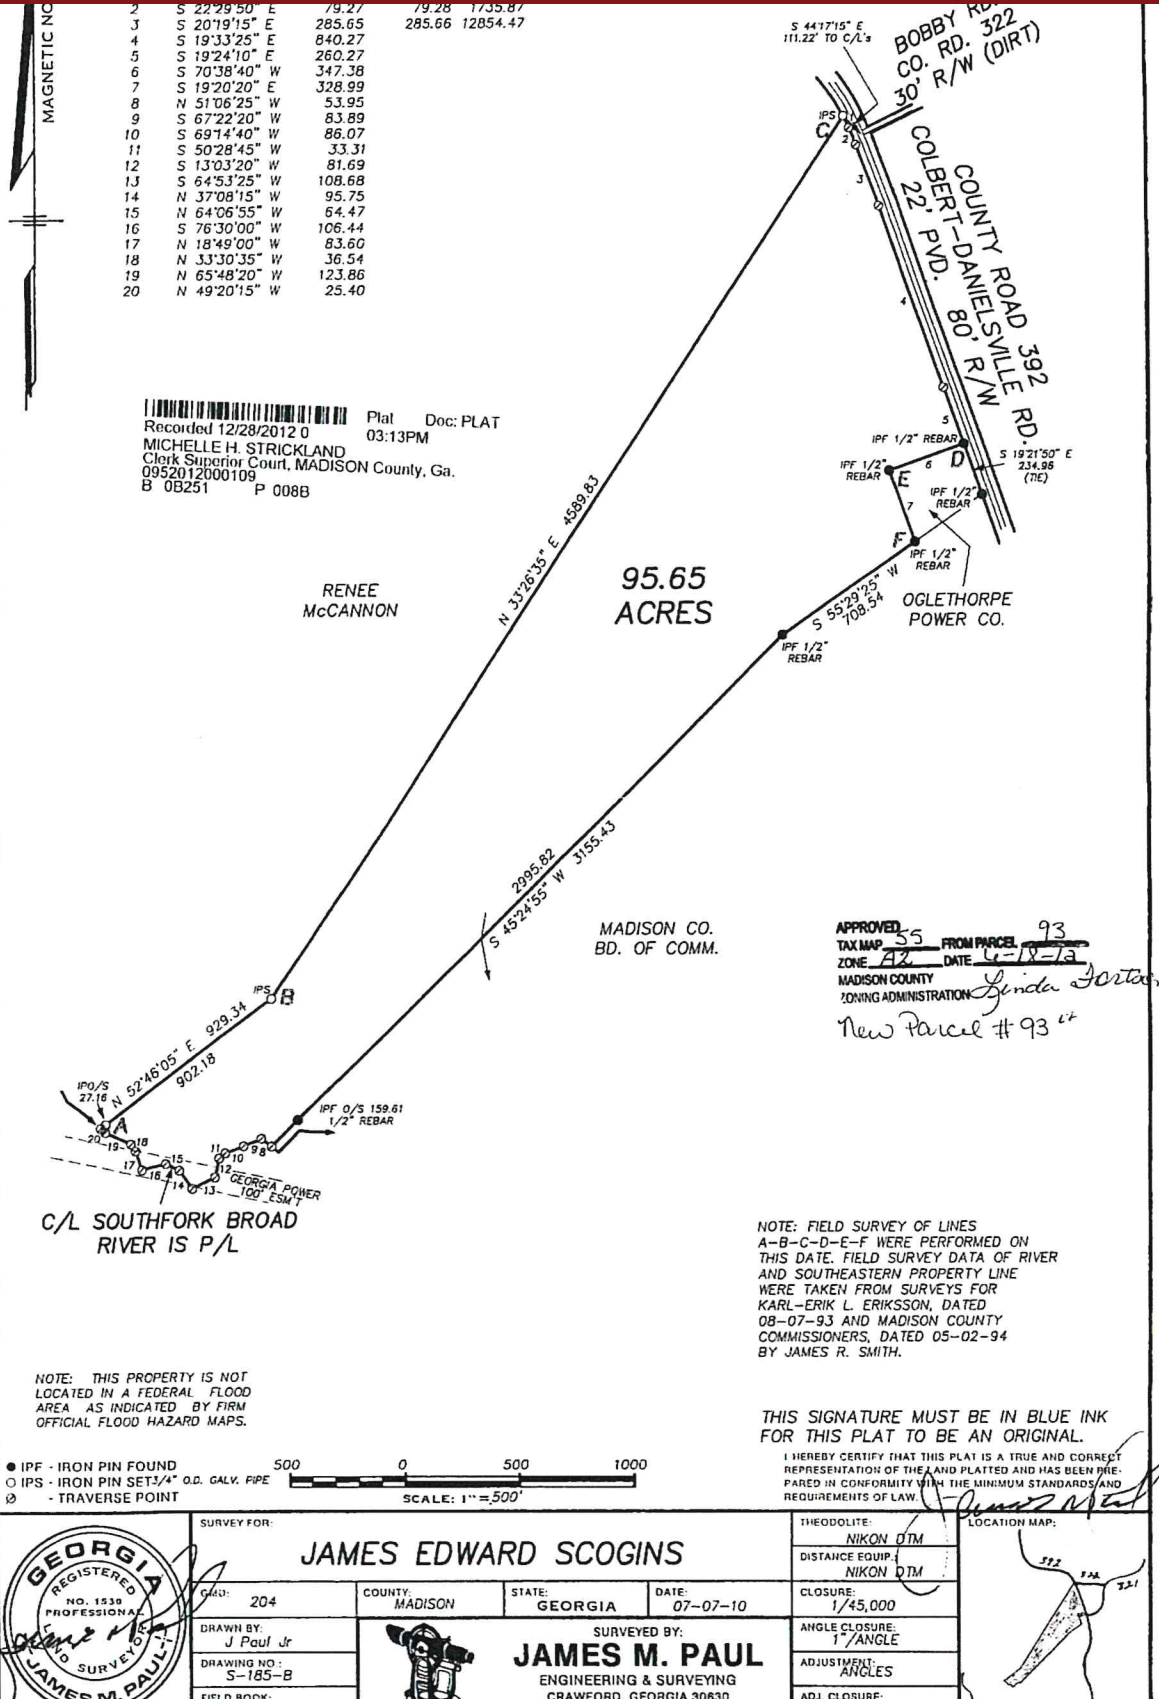 MAGNETIC NO
2 S 22°29'50" E 79.27 79.28 1735.87
3 S 20°19'15" E 285.65 285.66 12854.47
4 S 19°33'25" E 840.27
5 S 19°24'10" E 260.27
6 S 70°38'40" W 347.38
7 S 19°20'20" E 328.99
8 N 51°06'25" W 53.95
9 S 67°22'20" W 83.89
10 S 69°14'40" W 86.07
11 S 50°28'45" W 33.31
12 S 13°03'20" W 81.69
13 S 64°53'25" W 108.68
14 N 37°08'15" W 95.75
15 N 64°06'55" W 64.47
16 S 76°30'00" W 106.44
17 N 18°49'00" W 83.60
18 N 33°30'35" W 36.54
19 N 65°48'20" W 123.86
20 N 49°20'15" W 25.40
S 44°17'15" E
111.22' TO C/L's
BOBBY RD.
CO. RD. 322
30' R/W (DIRT)
IPS
C
1
2
3
4
5
COUNTY ROAD 392
COLBERT-DANIELSVILLE RD.
22' PVD. 80' R/W
Plat Doc: PLAT
Recorded 12/28/2012 0
03:13PM
MICHELLE H. STRICKLAND
Clerk Superior Court, MADISON County, Ga.
0952012000109
B 0B251 P 008B
IPF 1/2" REBAR
D
S 19°21'50" E
234.96
(TIE)
IPF 1/2"
REBAR
E
6
IPF 1/2"
REBAR
7
F
IPF 1/2"
REBAR
N 33°26'35" E 4589.83
RENEE
McCANNON
95.65
ACRES
S 55°29'25" W
708.54
OGLETHORPE
POWER CO.
IPF 1/2"
REBAR
2995.82
S 45°24'55" W 3155.43
MADISON CO.
BD. OF COMM.
APPROVED
TAX MAP 55 FROM PARCEL 93
ZONE A2 DATE 6-18-12
MADISON COUNTY
ZONING ADMINISTRATION Linda
New Parcel # 93
IPS B
N 52°46'05" E 929.34
902.18
IPO/S
27.16
A
IPF O/S 159.61
1/2" REBAR
20 19 18
17 16 15 14 13 12 11 10 9 8
GEORGIA POWER
100' ESM'T
C/L SOUTHFORK BROAD
RIVER IS P/L
NOTE: FIELD SURVEY OF LINES
A-B-C-D-E-F WERE PERFORMED ON
THIS DATE. FIELD SURVEY DATA OF RIVER
AND SOUTHEASTERN PROPERTY LINE
WERE TAKEN FROM SURVEYS FOR
KARL-ERIK L. ERIKSSON, DATED
08-07-93 AND MADISON COUNTY
COMMISSIONERS, DATED 05-02-94
BY JAMES R. SMITH.
NOTE: THIS PROPERTY IS NOT
LOCATED IN A FEDERAL FLOOD
AREA AS INDICATED BY FIRM
OFFICIAL FLOOD HAZARD MAPS.
THIS SIGNATURE MUST BE IN BLUE INK
FOR THIS PLAT TO BE AN ORIGINAL.
I HEREBY CERTIFY THAT THIS PLAT IS A TRUE AND CORRECT
REPRESENTATION OF THE LAND PLATTED AND HAS BEEN PRE-
PARED IN CONFORMITY WITH THE MINIMUM STANDARDS AND
REQUIREMENTS OF LAW.
IPF - IRON PIN FOUND
IPS - IRON PIN SET 3/4" O.D. GALV. PIPE
- TRAVERSE POINT
500 0 500 1000
SCALE: 1" = 500'
GEORGIA
REGISTERED
NO. 1530
PROFESSIONAL
LAND SURVEYOR
JAMES M. PAUL
SURVEY FOR:
JAMES EDWARD SCOGINS
GMD: 204
COUNTY: MADISON
STATE: GEORGIA
DATE: 07-07-10
DRAWN BY: J Paul Jr
DRAWING NO.: S-185-B
FIELD BOOK:
SURVEYED BY:
JAMES M. PAUL
ENGINEERING & SURVEYING
CRAWFORD, GEORGIA 30630
THEODOLITE: NIKON DTM
DISTANCE EQUIP.: NIKON DTM
CLOSURE: 1/45,000
ANGLE CLOSURE: 1"/ANGLE
ADJUSTMENT: ANGLES
ADJ. CLOSURE:
LOCATION MAP:
392
322
321